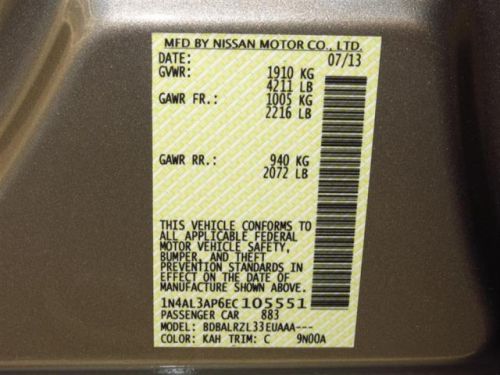 MFD BY NISSAN MOTOR CO., LTD.
DATE: 07/13
GVWR: 1910 KG
4211 LB
GAWR FR.: 1005 KG
2216 LB
GAWR RR.: 940 KG
2072 LB
THIS VEHICLE CONFORMS TO
ALL APPLICABLE FEDERAL
MOTOR VEHICLE SAFETY,
BUMPER, AND THEFT
PREVENTION STANDARDS IN
EFFECT ON THE DATE OF
MANUFACTURE SHOWN ABOVE.
1N4AL3AP6EC105551
PASSENGER CAR 883
MODEL: BDBALRZL33EUAAA---
COLOR: KAH TRIM: C 9N00A